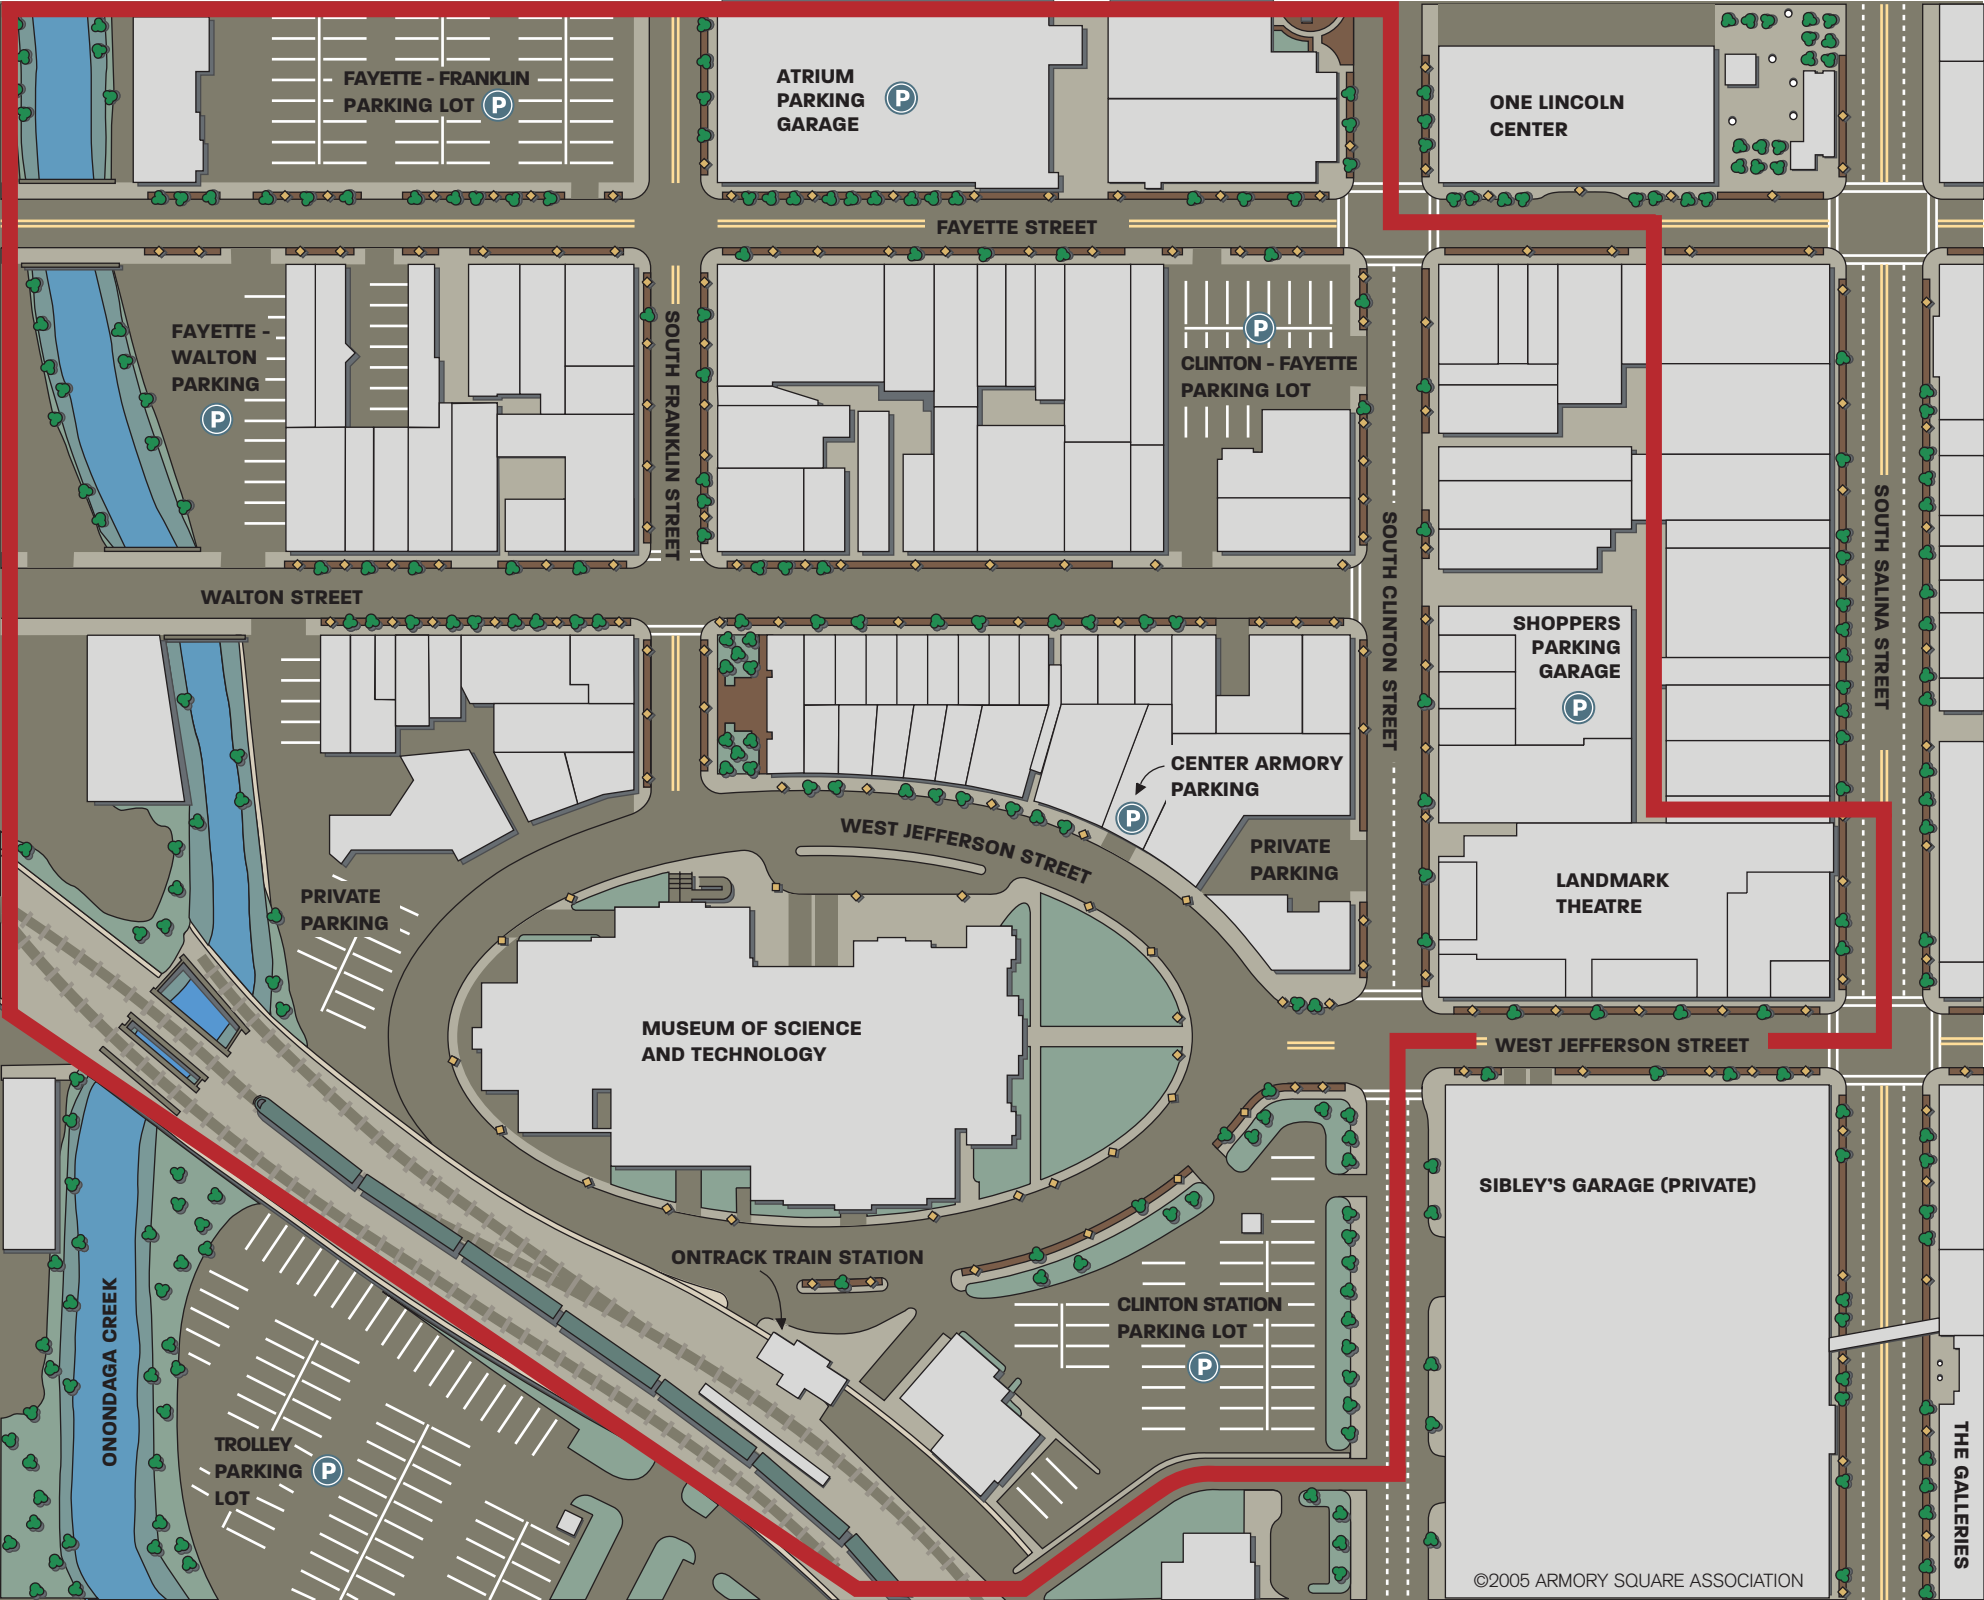 FAYETTE - FRANKLIN
PARKING LOT P
ATRIUM
PARKING
GARAGE
P
ONE LINCOLN
CENTER
FAYETTE STREET
FAYETTE -
WALTON
PARKING
P
SOUTH FRANKLIN STREET
P
CLINTON - FAYETTE
PARKING LOT
SOUTH CLINTON STREET
SOUTH SALINA STREET
WALTON STREET
SHOPPERS
PARKING
GARAGE
P
CENTER ARMORY
PARKING
P
WEST JEFFERSON STREET
PRIVATE
PARKING
PRIVATE
PARKING
LANDMARK
THEATRE
MUSEUM OF SCIENCE
AND TECHNOLOGY
WEST JEFFERSON STREET
SIBLEY'S GARAGE (PRIVATE)
ONTRACK TRAIN STATION
CLINTON STATION
PARKING LOT
P
ONONDAGA CREEK
TROLLEY
PARKING
LOT
P
THE GALLERIES
©2005 ARMORY SQUARE ASSOCIATION